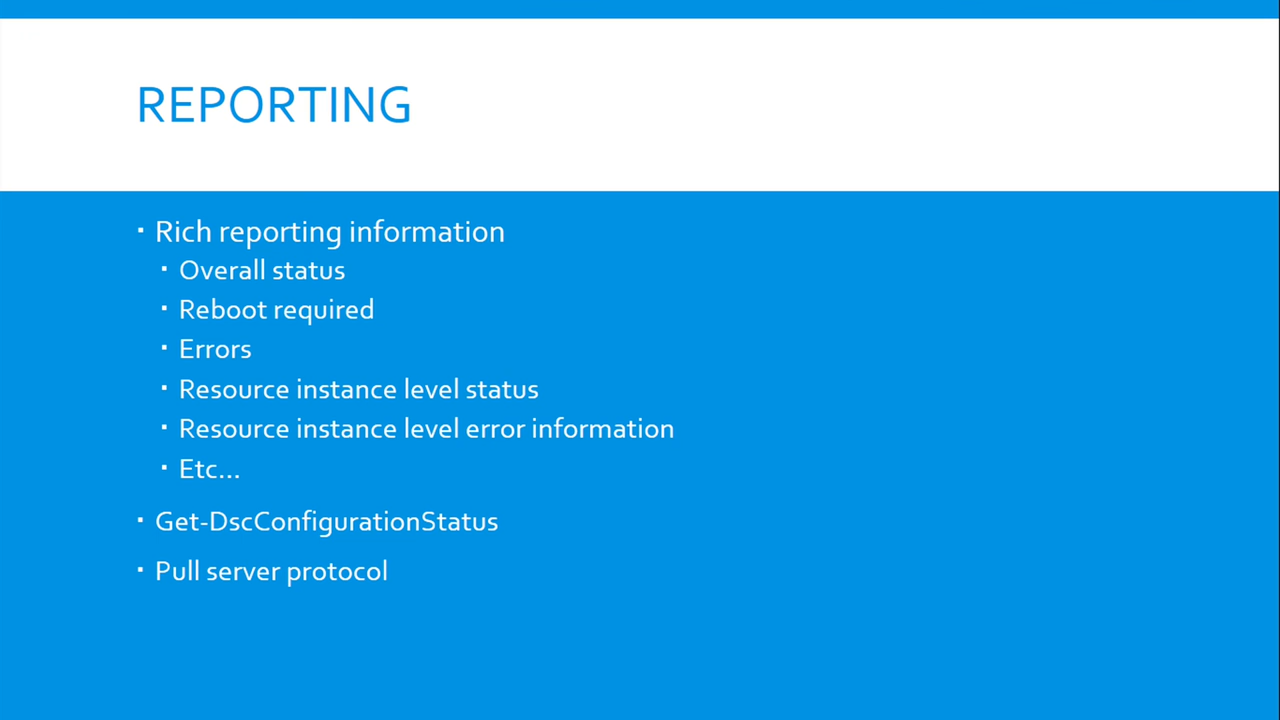 REPORTING
▪ Rich reporting information
▪ Overall status
▪ Reboot required
▪ Errors
▪ Resource instance level status
▪ Resource instance level error information
▪ Etc…
▪ Get-DscConfigurationStatus
▪ Pull server protocol